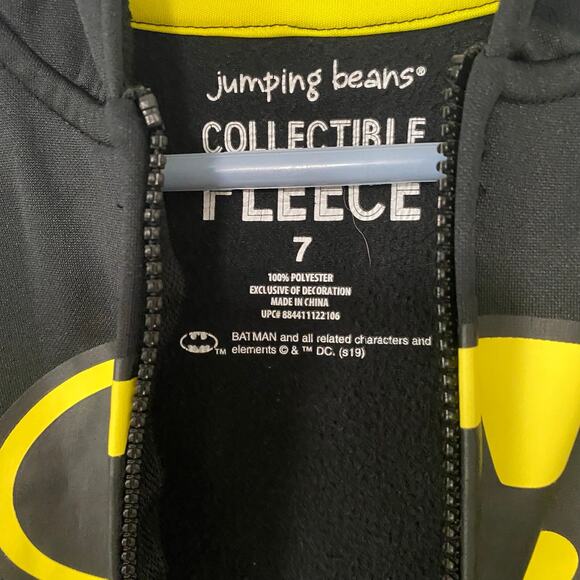 jumping beans®
COLLECTIBLE
FLEECE
7
100% POLYESTER
EXCLUSIVE OF DECORATION
MADE IN CHINA
UPC# 884411122106
BATMAN and all related characters and
TM elements © & ™ DC. (s19)